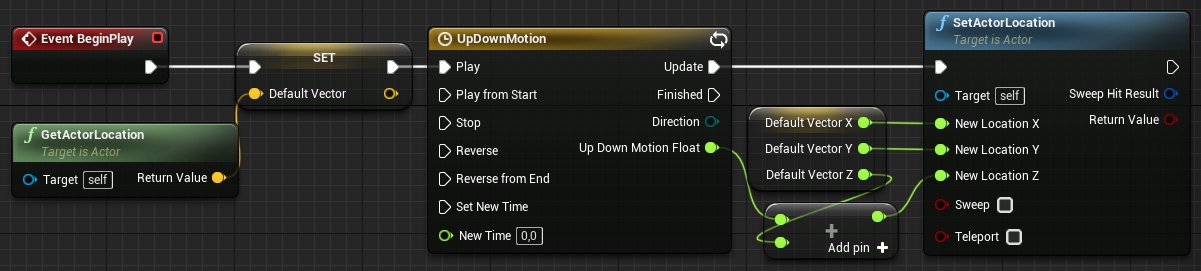 Event BeginPlay
SET
Default Vector
f GetActorLocation
Target is Actor
Target self
Return Value
UpDownMotion
Play
Update
Play from Start
Finished
Stop
Direction
Reverse
Up Down Motion Float
Reverse from End
Set New Time
New Time 0,0
Default Vector X
Default Vector Y
Default Vector Z
+
Add pin +
f SetActorLocation
Target is Actor
Target self
Sweep Hit Result
New Location X
Return Value
New Location Y
New Location Z
Sweep
Teleport